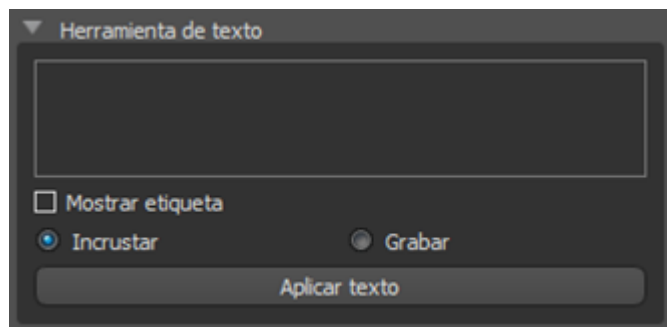 Herramienta de texto
Mostrar etiqueta
Incrustar Grabar
Aplicar texto